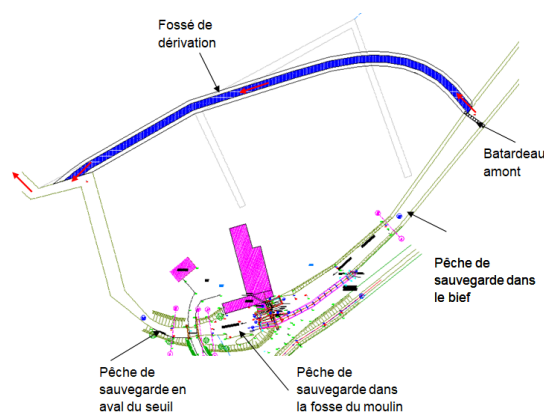 Fossé de
dérivation
Batardeau
amont
Pêche de
sauvegarde dans
le bief
Pêche de
sauvegarde en
aval du seuil
Pêche de
sauvegarde dans
la fosse du moulin